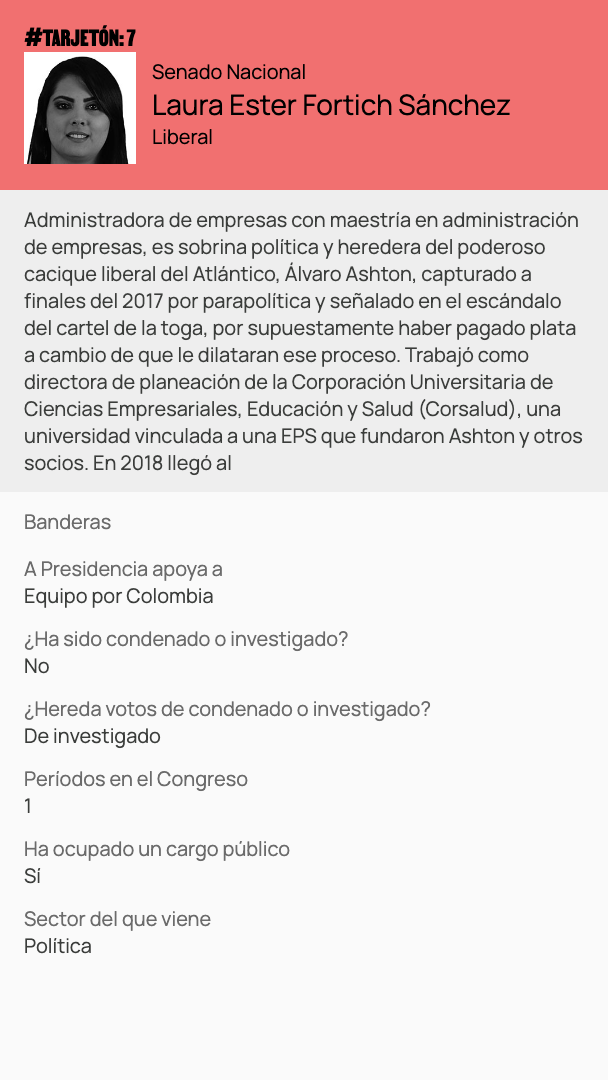 #TARJETÓN: 7
Senado Nacional
Laura Ester Fortich Sánchez
Liberal
Administradora de empresas con maestría en administración
de empresas, es sobrina política y heredera del poderoso
cacique liberal del Atlántico, Álvaro Ashton, capturado a
finales del 2017 por parapolítica y señalado en el escándalo
del cartel de la toga, por supuestamente haber pagado plata
a cambio de que le dilataran ese proceso. Trabajó como
directora de planeación de la Corporación Universitaria de
Ciencias Empresariales, Educación y Salud (Corsalud), una
universidad vinculada a una EPS que fundaron Ashton y otros
socios. En 2018 llegó al
Banderas
A Presidencia apoya a
Equipo por Colombia
¿Ha sido condenado o investigado?
No
¿Hereda votos de condenado o investigado?
De investigado
Períodos en el Congreso
1
Ha ocupado un cargo público
Sí
Sector del que viene
Política